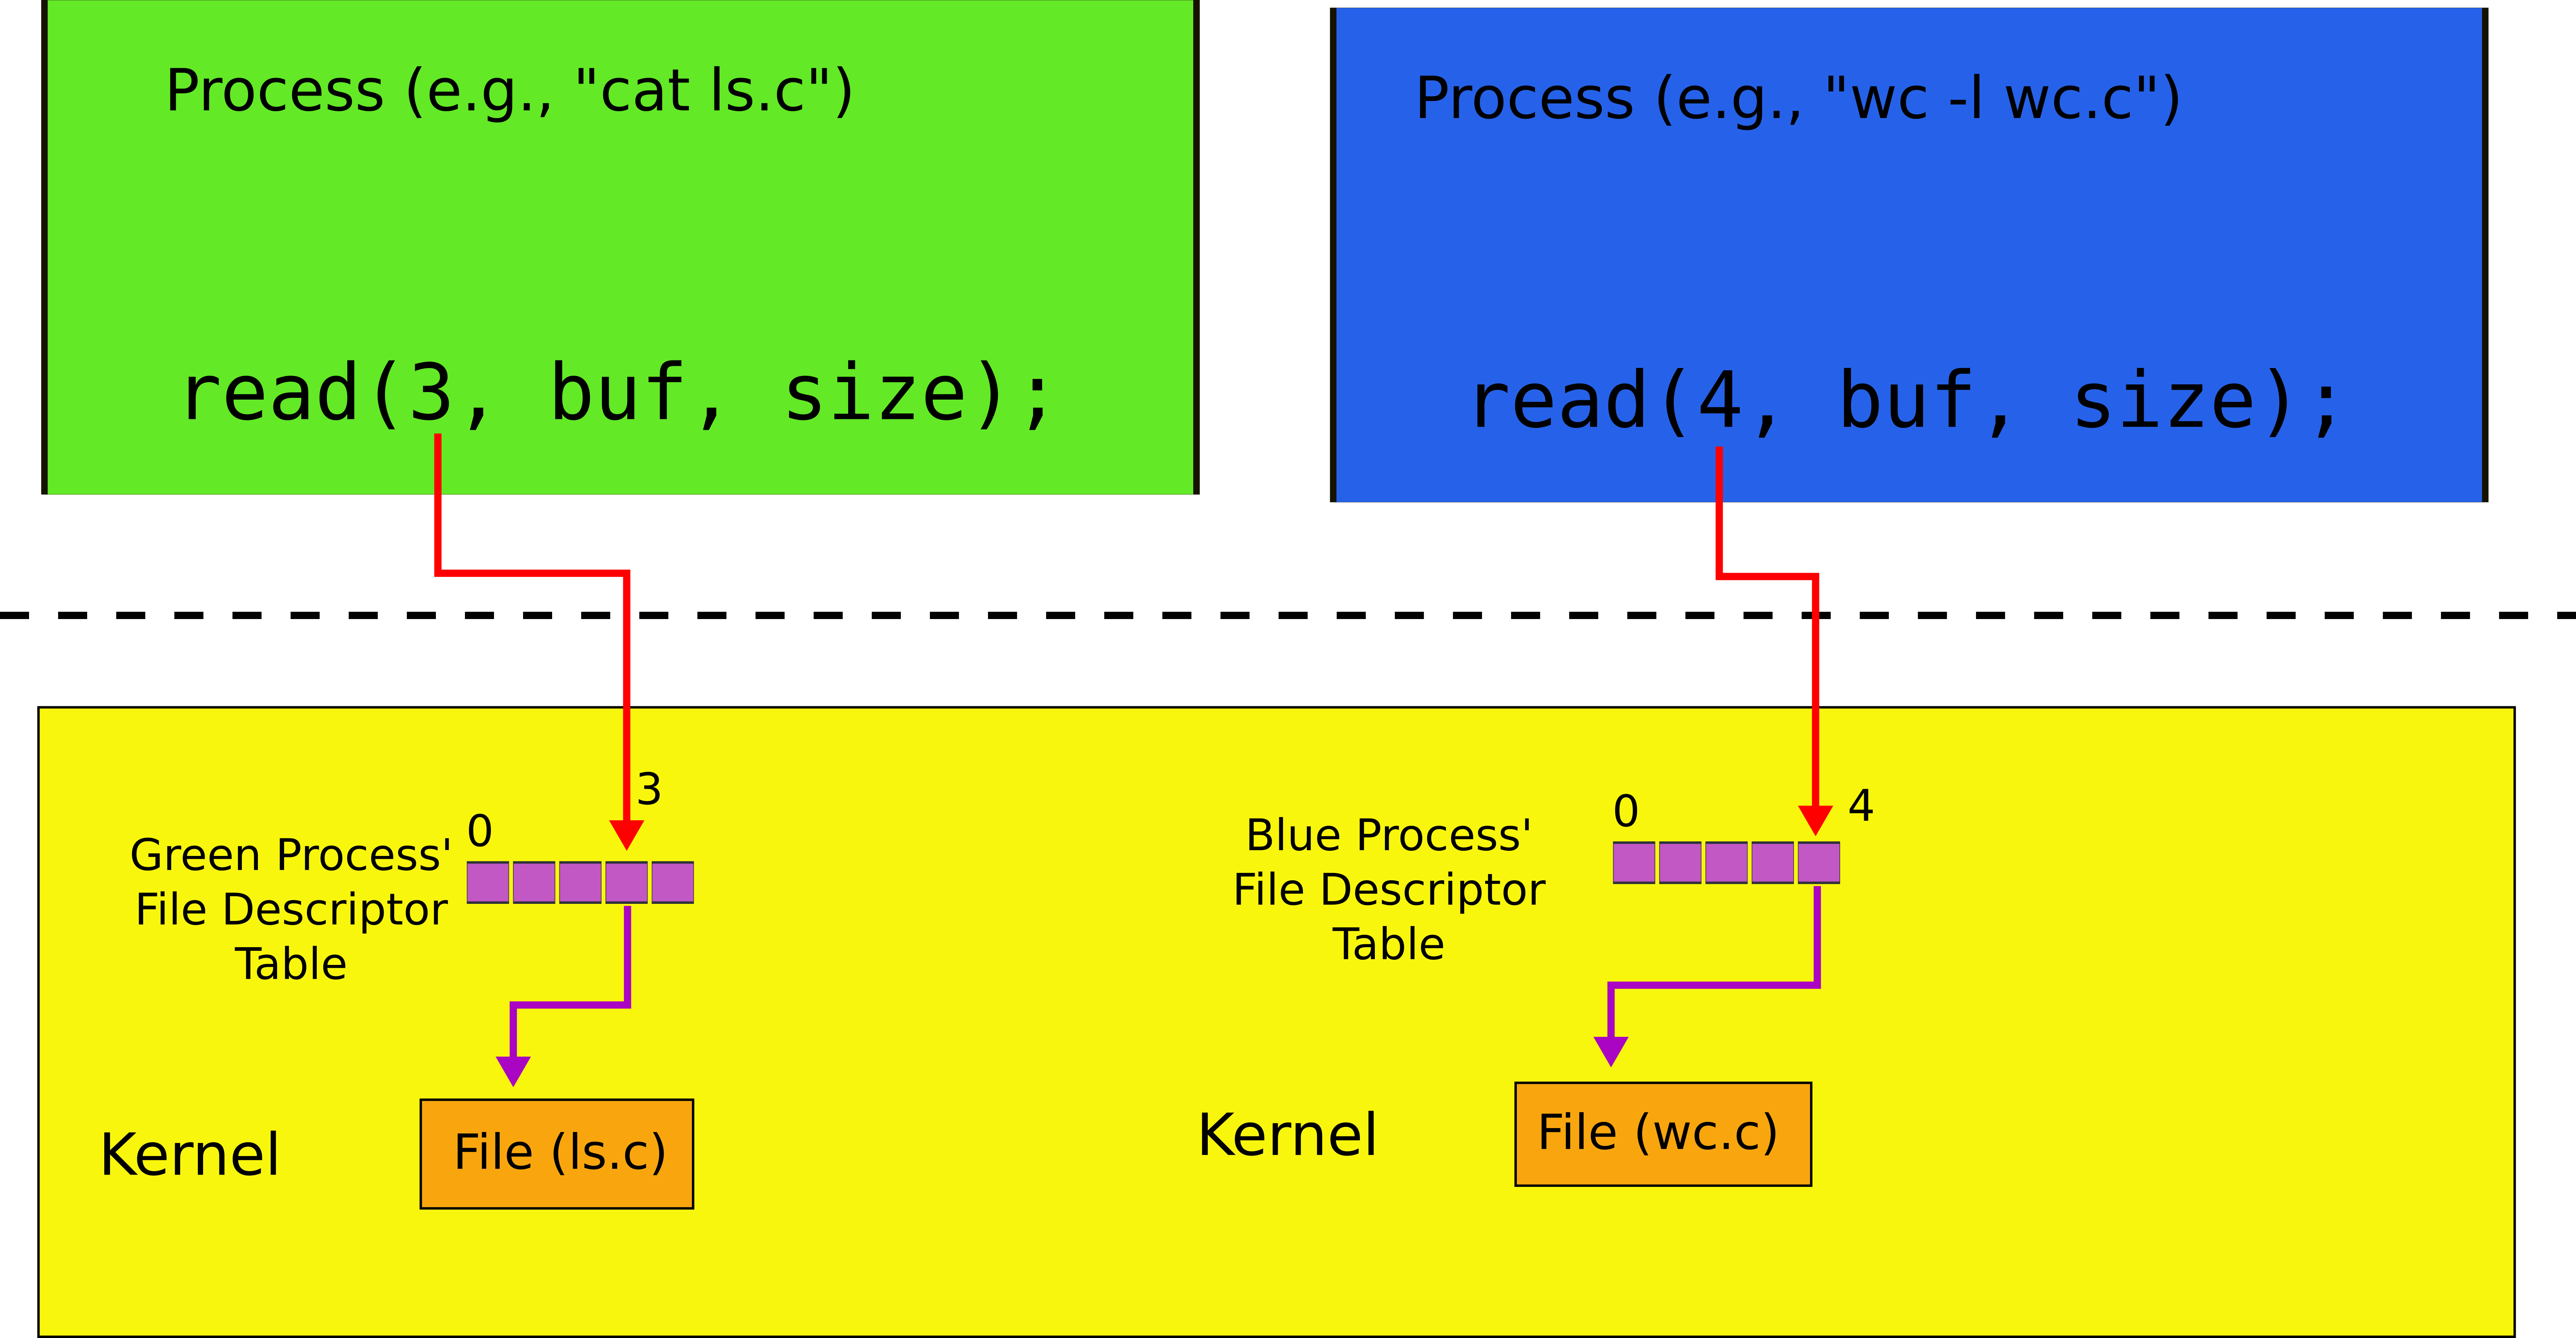 Process (e.g., "cat ls.c")
read(3, buf, size);
Process (e.g., "wc -l wc.c")
read(4, buf, size);
0
3
Green Process'
File Descriptor
Table
Kernel
File (ls.c)
0
4
Blue Process'
File Descriptor
Table
Kernel
File (wc.c)